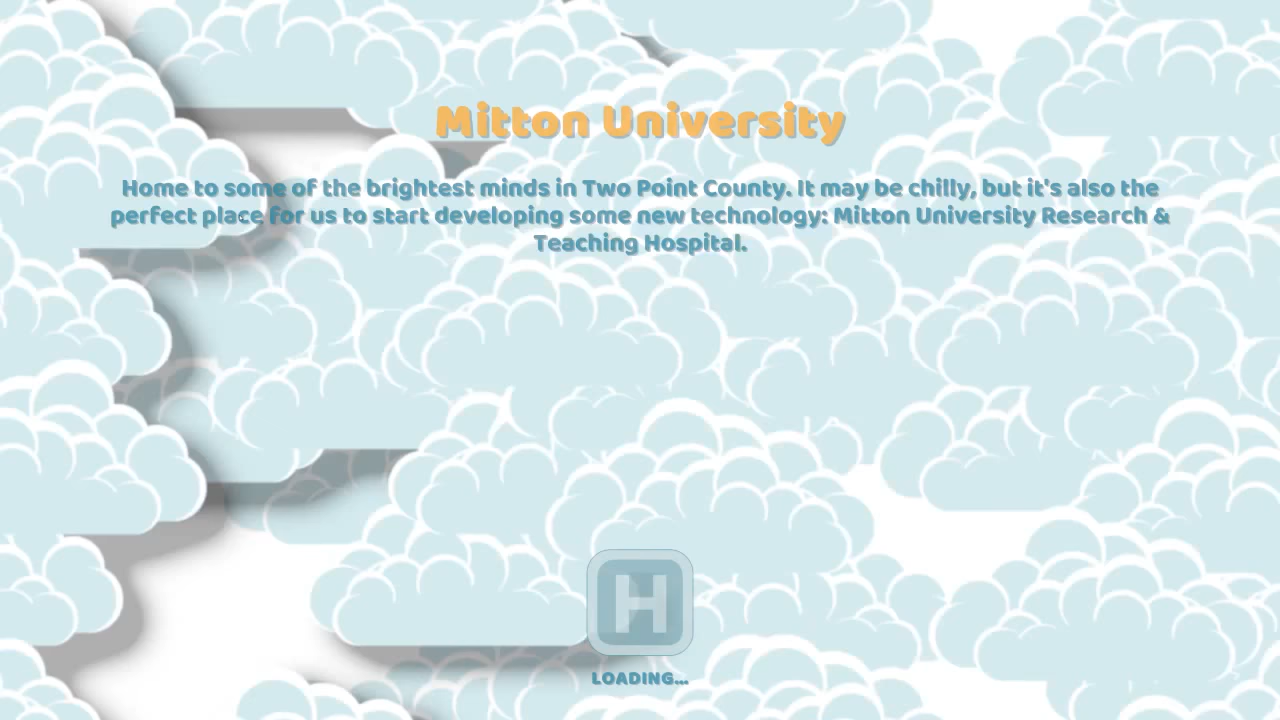 Mitton University
Home to some of the brightest minds in Two Point County. It may be chilly, but it's also the
perfect place for us to start developing some new technology: Mitton University Research &
Teaching Hospital.
H
LOADING...